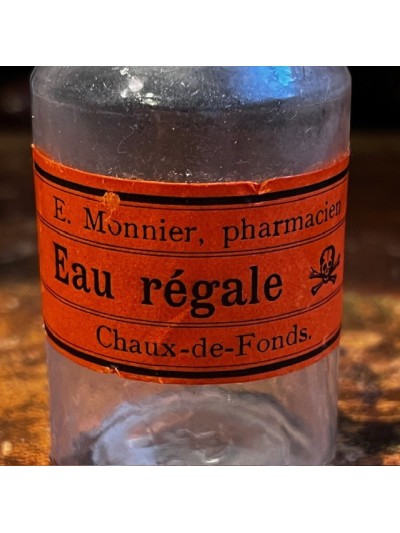 E. Monnier, pharmacien
Eau régale
Chaux-de-Fonds.